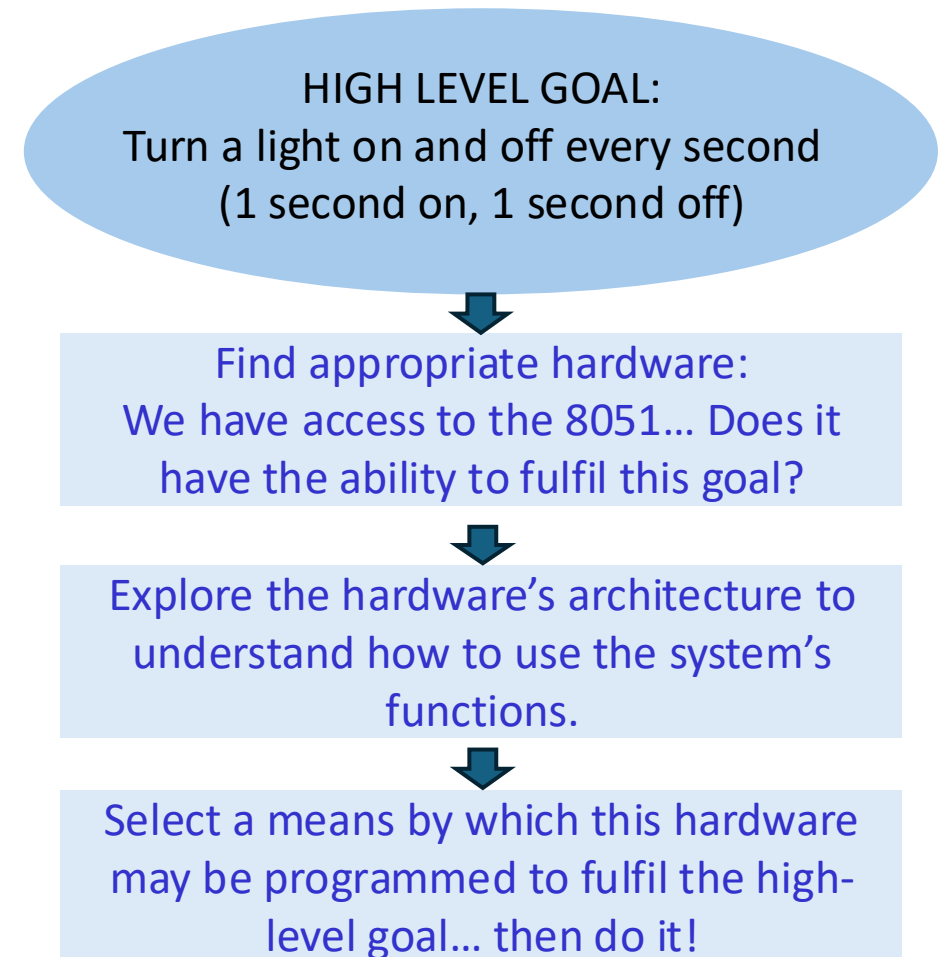 HIGH LEVEL GOAL:
Turn a light on and off every second
(1 second on, 1 second off)
Find appropriate hardware:
We have access to the 8051… Does it
have the ability to fulfil this goal?
Explore the hardware’s architecture to
understand how to use the system’s
functions.
Select a means by which this hardware
may be programmed to fulfil the high-
level goal… then do it!